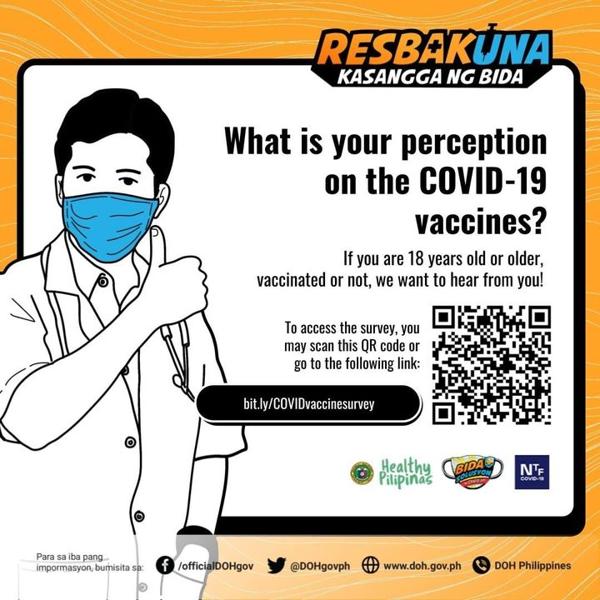 RESBAKUNA
KASANGGA NG BIDA
What is your perception
on the COVID-19
vaccines?
If you are 18 years old or older,
vaccinated or not, we want to hear from you!
To access the survey, you
may scan this QR code or
go to the following link:
bit.ly/COVIDvaccinesurvey
Healthy
Pilipinas
BIDA
SOLUSYON
NTF
COVID-19
Para sa iba pang
impormasyon, bumisita sa:
/officialDOHgov
@DOHgovph
www.doh.gov.ph
DOH Philippines